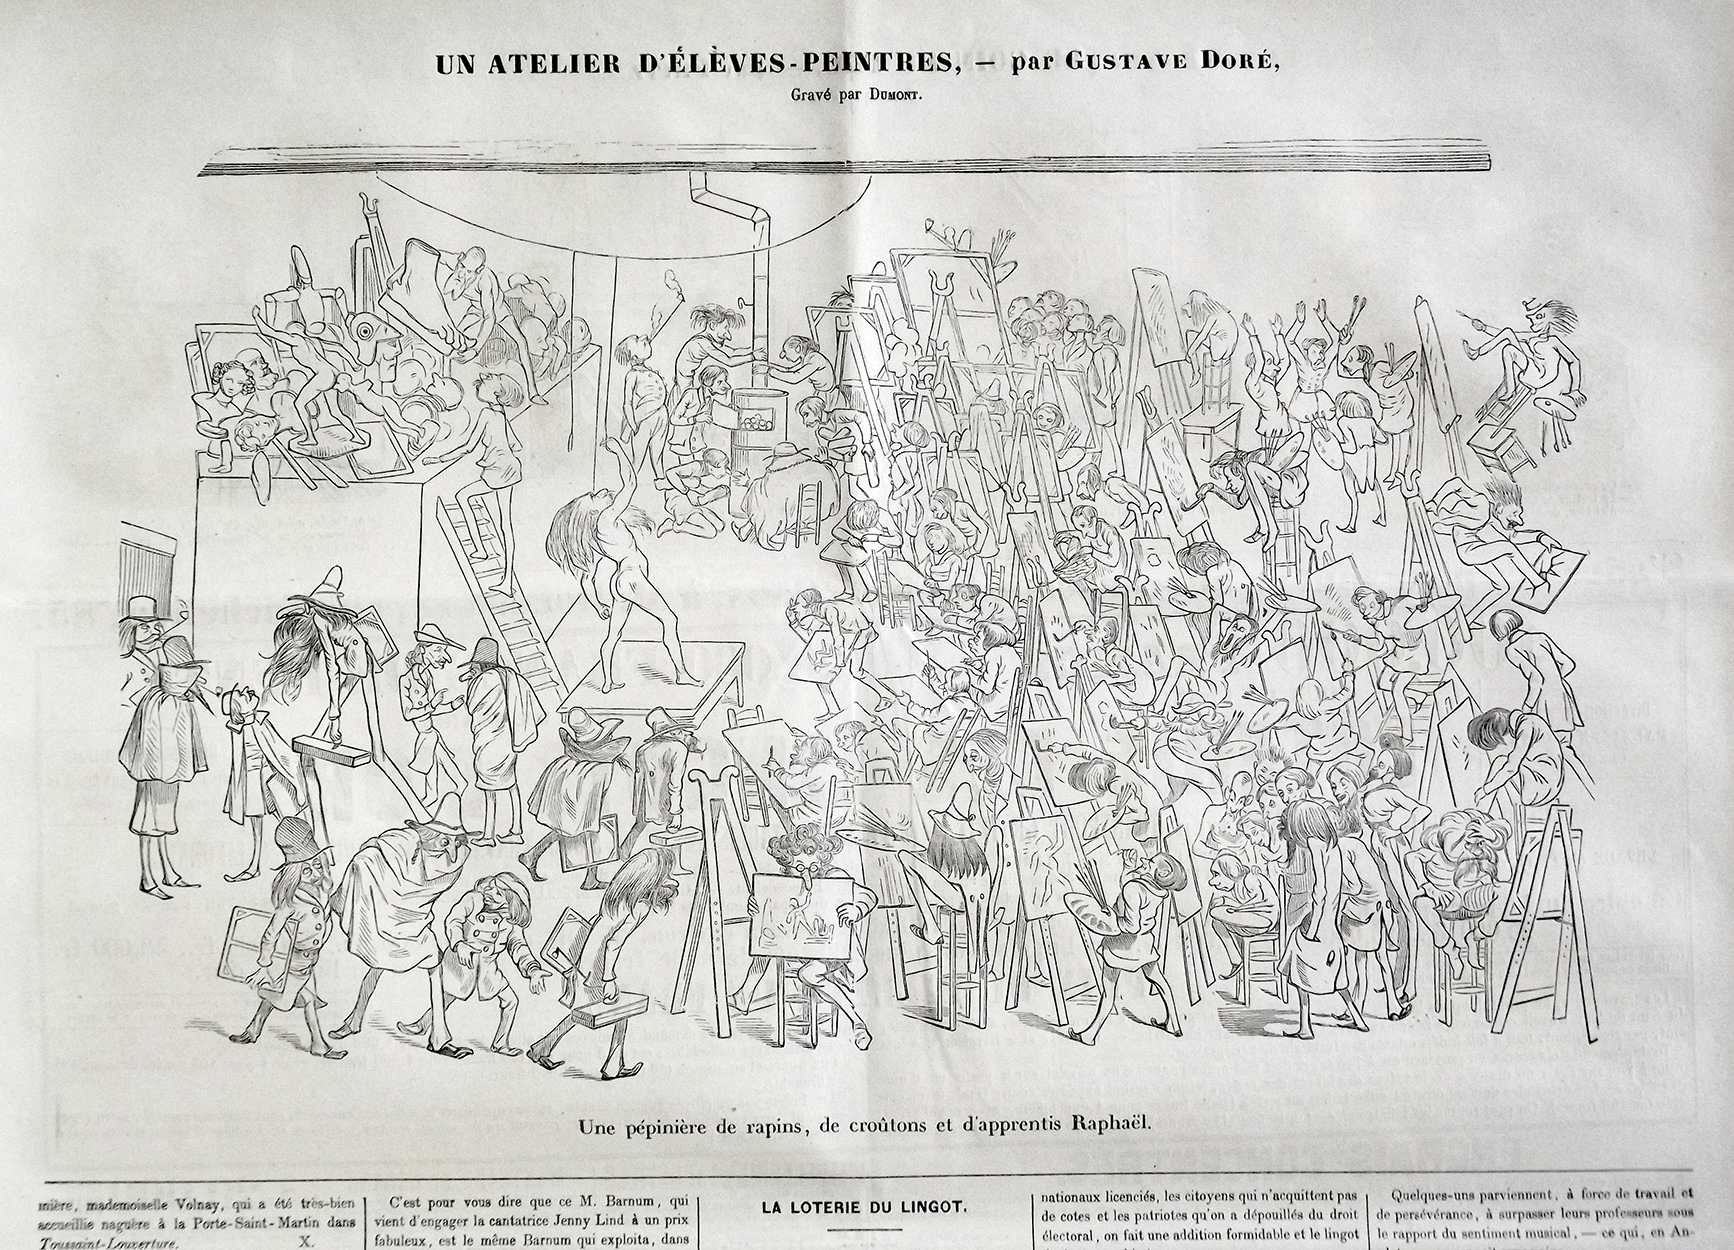 UN ATELIER D'ÉLÈVES-PEINTRES, — par GUSTAVE DORÉ,
Gravé par DUMONT.
Une pépinière de rapins, de croûtons et d'apprentis Raphaël.
mière, mademoiselle Volnay, qui a été très-bien
accueillie naguère à la Porte-Saint-Martin dans
Toussaint-Louverture. X.
C'est pour vous dire que ce M. Barnum, qui
vient d'engager la cantatrice Jenny Lind à un prix
fabuleux, est le même Barnum qui exploita, dans
LA LOTERIE DU LINGOT.
nationaux licenciés, les citoyens qui n'acquittent pas
de cotes et les patriotes qu'on a dépouillés du droit
électoral, on fait une addition formidable et le lingot
Quelques-uns parviennent, à force de travail et
de persévérance, à surpasser leurs professeurs sous
le rapport du sentiment musical, — ce qui, en An-